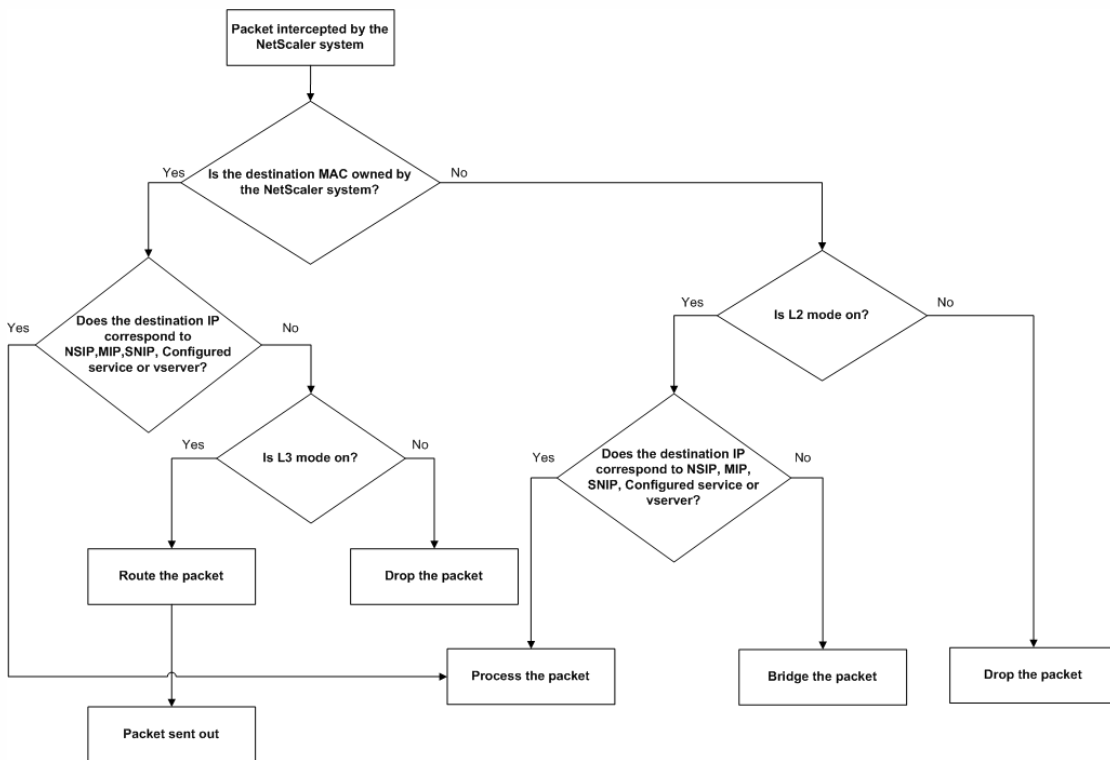 Packet intercepted by the
NetScaler system
Yes
Is the destination MAC owned by
the NetScaler system?
No
Yes
Does the destination IP
correspond to
NSIP,MIP,SNIP, Configured
service or vserver?
No
Yes
Is L2 mode on?
No
Yes
Is L3 mode on?
No
Yes
Does the destination IP
correspond to NSIP, MIP,
SNIP, Configured service or
vserver?
No
Route the packet
Drop the packet
Process the packet
Bridge the packet
Drop the packet
Packet sent out